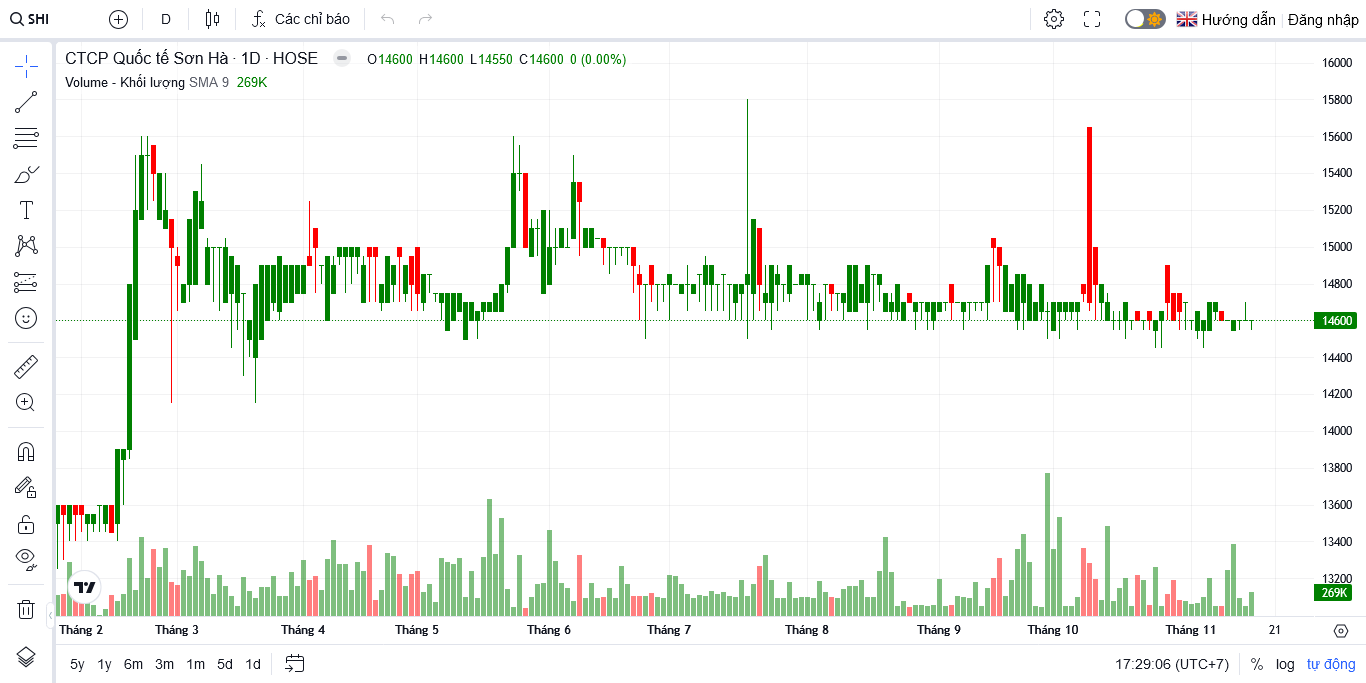 SHI D Các chỉ báo Hướng dẫn Đăng nhập
CTCP Quốc tế Sơn Hà · 1D · HOSE O14600 H14600 L14550 C14600 0 (0.00%)
Volume - Khối lượng SMA 9 269K
16000
15800
15600
15400
15200
15000
14800
14600
14400
14200
14000
13800
13600
13400
13200
269K
Tháng 2 Tháng 3 Tháng 4 Tháng 5 Tháng 6 Tháng 7 Tháng 8 Tháng 9 Tháng 10 Tháng 11 21
5y 1y 6m 3m 1m 5d 1d 17:29:06 (UTC+7) % log tự động